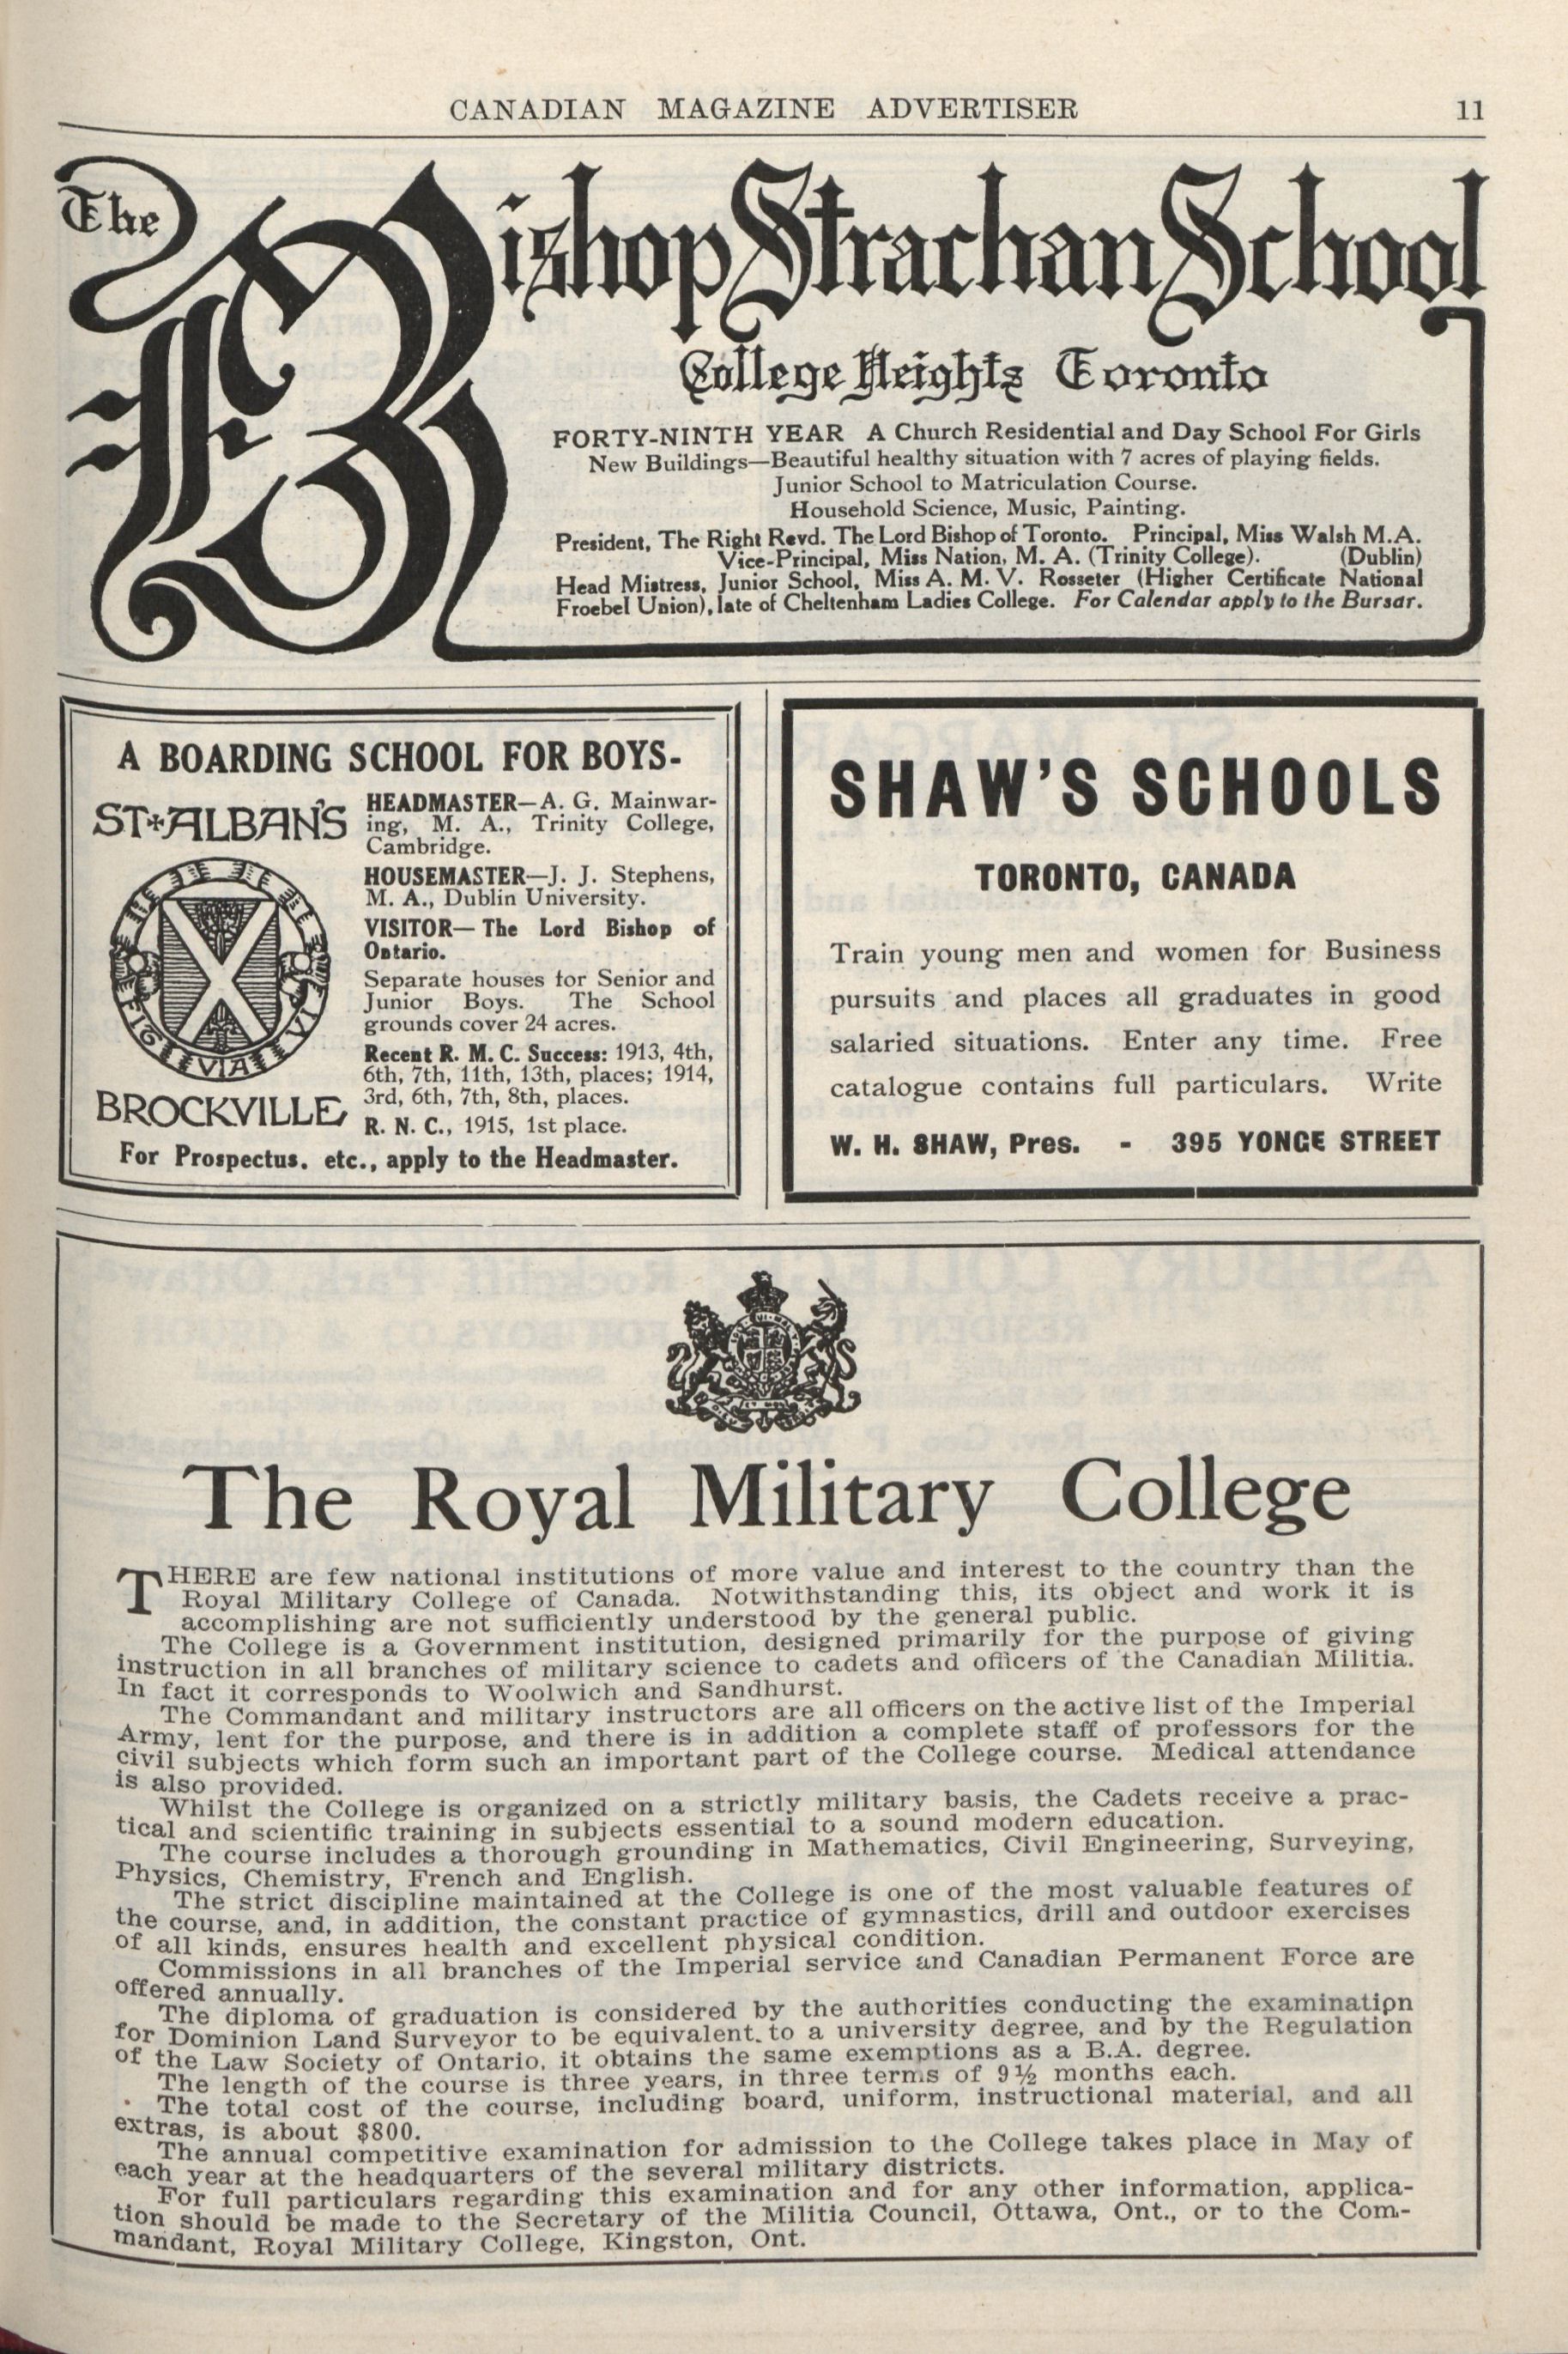 CANADIAN MAGAZINE ADVERTISER 11
The Bishop Strachan School
College Heights Toronto
FORTY-NINTH YEAR A Church Residential and Day School For Girls
New Buildings—Beautiful healthy situation with 7 acres of playing fields.
Junior School to Matriculation Course.
Household Science, Music, Painting.
President, The Right Revd. The Lord Bishop of Toronto. Principal, Miss Walsh M.A.
Vice-Principal, Miss Nation, M. A. (Trinity College). (Dublin)
Head Mistress, Junior School, Miss A. M. V. Rosseter (Higher Certificate National
Froebel Union), late of Cheltenham Ladies College. For Calendar apply to the Bursar.
A BOARDING SCHOOL FOR BOYS-
ST ALBAN'S
BROCKVILLE
HEADMASTER—A. G. Mainwar-
ing, M. A., Trinity College,
Cambridge.
HOUSEMASTER—J. J. Stephens,
M. A., Dublin University.
VISITOR— The Lord Bishop of
Ontario.
Separate houses for Senior and
Junior Boys. The School
grounds cover 24 acres.
Recent R. M. C. Success: 1913, 4th,
6th, 7th, 11th, 13th, places; 1914,
3rd, 6th, 7th, 8th, places.
R. N. C., 1915, 1st place.
For Prospectus, etc., apply to the Headmaster.
SHAW'S SCHOOLS
TORONTO, CANADA
Train young men and women for Business
pursuits and places all graduates in good
salaried situations. Enter any time. Free
catalogue contains full particulars. Write
W. H. SHAW, Pres. - 395 YONGE STREET
The Royal Military College
THERE are few national institutions of more value and interest to the country than the
Royal Military College of Canada. Notwithstanding this, its object and work it is
accomplishing are not sufficiently understood by the general public.
The College is a Government institution, designed primarily for the purpose of giving
instruction in all branches of military science to cadets and officers of the Canadian Militia.
In fact it corresponds to Woolwich and Sandhurst.
The Commandant and military instructors are all officers on the active list of the Imperial
Army, lent for the purpose, and there is in addition a complete staff of professors for the
civil subjects which form such an important part of the College course. Medical attendance
is also provided.
Whilst the College is organized on a strictly military basis, the Cadets receive a prac-
tical and scientific training in subjects essential to a sound modern education.
The course includes a thorough grounding in Mathematics, Civil Engineering, Surveying,
Physics, Chemistry, French and English.
The strict discipline maintained at the College is one of the most valuable features of
the course, and, in addition, the constant practice of gymnastics, drill and outdoor exercises
of all kinds, ensures health and excellent physical condition.
Commissions in all branches of the Imperial service and Canadian Permanent Force are
offered annually.
The diploma of graduation is considered by the authorities conducting the examination
for Dominion Land Surveyor to be equivalent to a university degree, and by the Regulation
of the Law Society of Ontario, it obtains the same exemptions as a B.A. degree.
The length of the course is three years, in three terms of 9½ months each.
The total cost of the course, including board, uniform, instructional material, and all
extras, is about $800.
The annual competitive examination for admission to the College takes place in May of
each year at the headquarters of the several military districts.
For full particulars regarding this examination and for any other information, applica-
tion should be made to the Secretary of the Militia Council, Ottawa, Ont., or to the Com-
mandant, Royal Military College, Kingston, Ont.